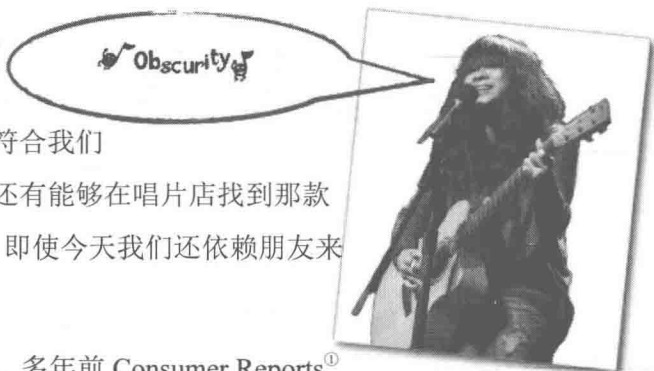 Obscurity
符合我们
还有能够在唱片店找到那款
即使今天我们还依赖朋友来
多年前 Consumer Reports①